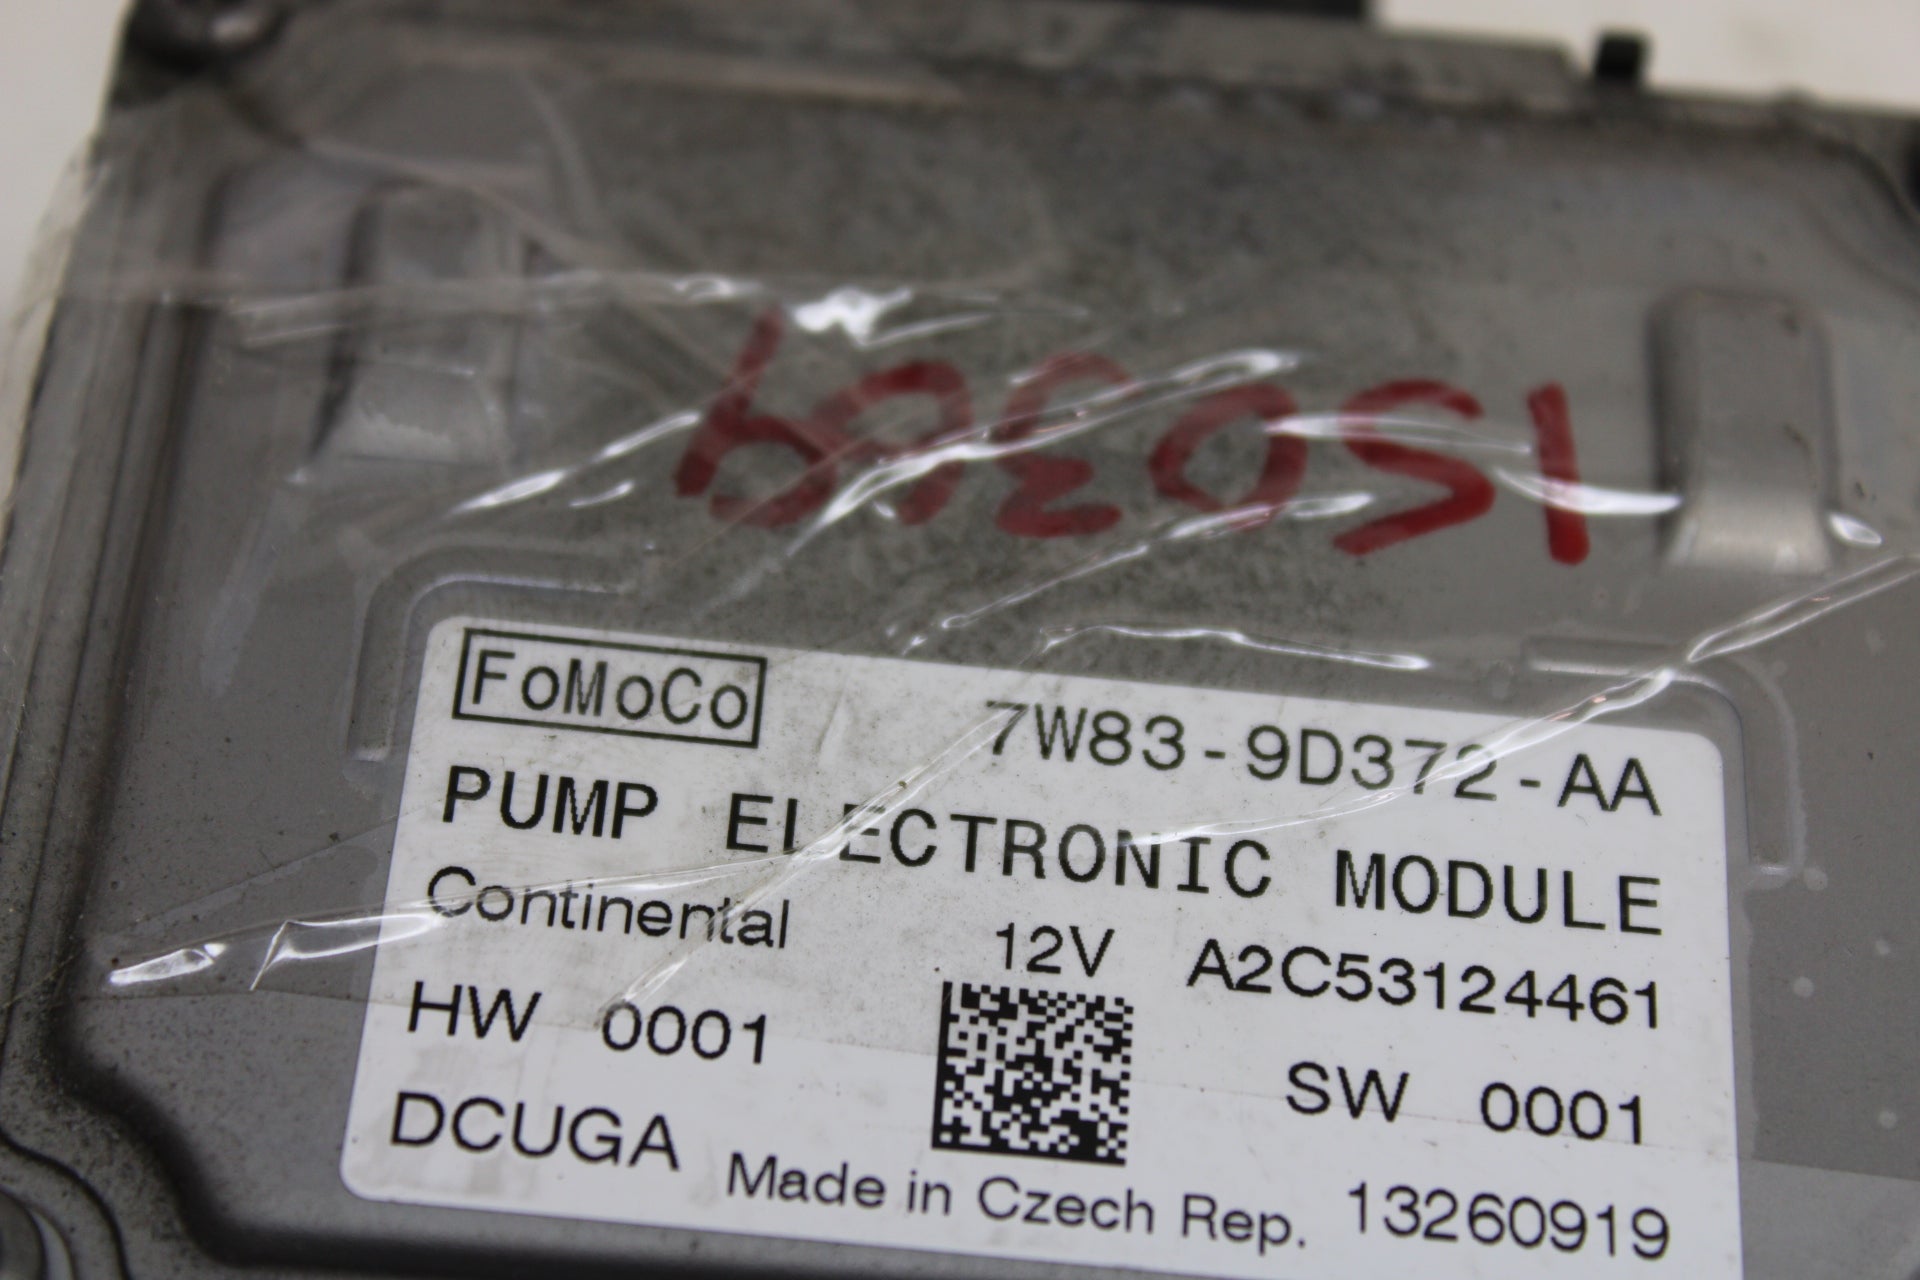 FoMoCo 7W83-9D372-AA
PUMP ELECTRONIC MODULE
Continental 12V A2C53124461
HW 0001 SW 0001
DCUGA Made in Czech Rep. 13260919